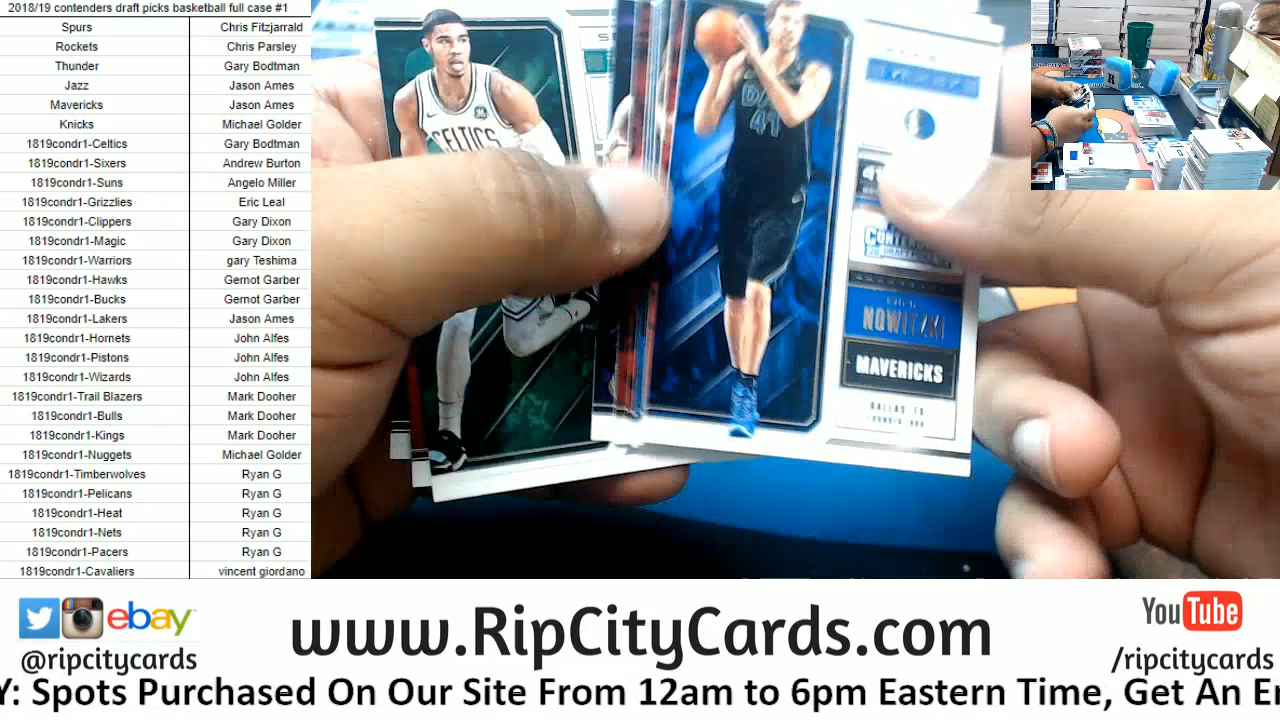 2018/19 contenders draft picks basketball full case #1
Spurs Chris Fitzjarrald
Rockets Chris Parsley
Thunder Gary Bodtman
Jazz Jason Ames
Mavericks Jason Ames
Knicks Michael Golder
1819condr1-Celtics Gary Bodtman
1819condr1-Sixers Andrew Burton
1819condr1-Suns Angelo Miller
1819condr1-Grizzlies Eric Leal
1819condr1-Clippers Gary Dixon
1819condr1-Magic Gary Dixon
1819condr1-Warriors gary Teshima
1819condr1-Hawks Gernot Garber
1819condr1-Bucks Gernot Garber
1819condr1-Lakers Jason Ames
1819condr1-Hornets John Alfes
1819condr1-Pistons John Alfes
1819condr1-Wizards John Alfes
1819condr1-Trail Blazers Mark Dooher
1819condr1-Bulls Mark Dooher
1819condr1-Kings Mark Dooher
1819condr1-Nuggets Michael Golder
1819condr1-Timberwolves Ryan G
1819condr1-Pelicans Ryan G
1819condr1-Heat Ryan G
1819condr1-Nets Ryan G
1819condr1-Pacers Ryan G
1819condr1-Cavaliers vincent giordano
CELTICS
41
NOWITZKI
MAVERICKS
DALLAS, TX
ebay
@ripcitycards
www.RipCityCards.com
YouTube
/ripcitycards
Y: Spots Purchased On Our Site From 12am to 6pm Eastern Time, Get An